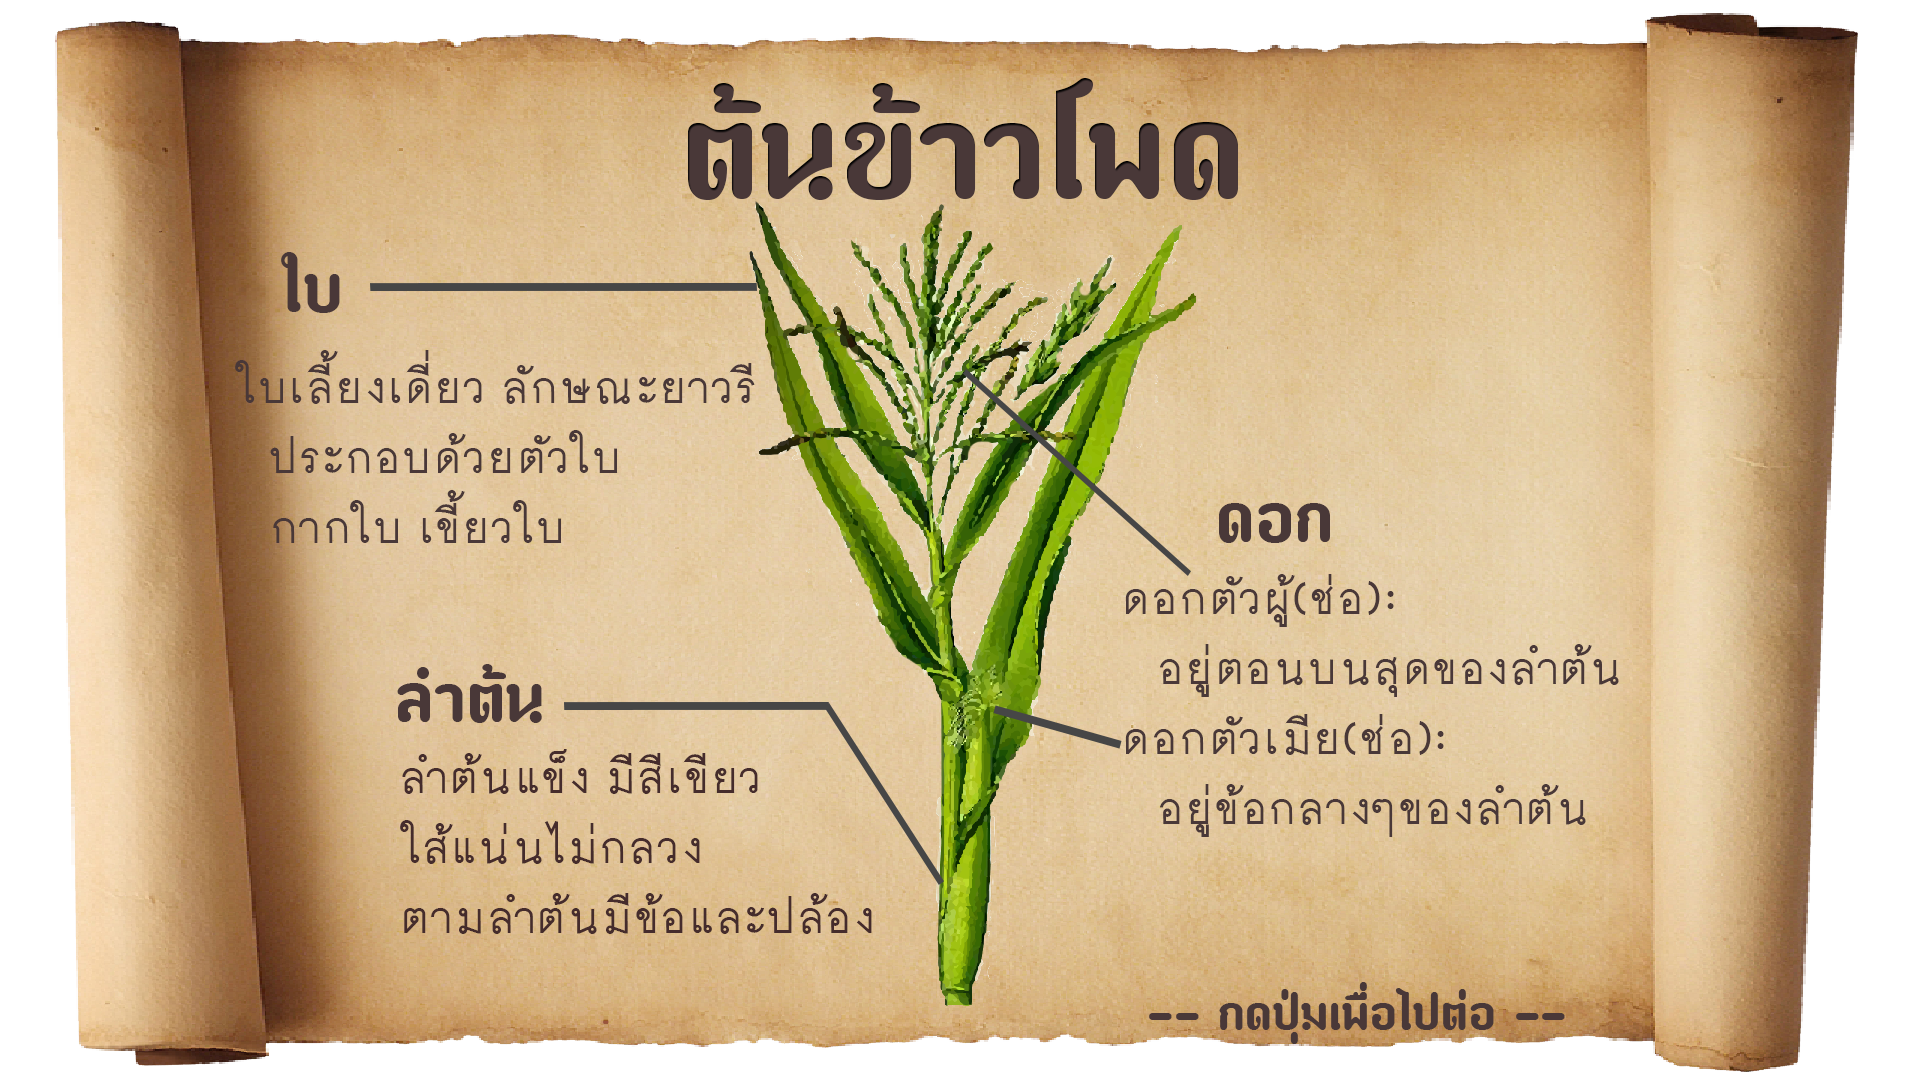 ต้นข้าวโพด
ใบ
ใบเลี้ยงเดี่ยว ลักษณะยาวรี
ประกอบด้วยตัวใบ
กากใบ เขี้ยวใบ
ลำต้น
ลำต้นแข็ง มีสีเขียว
ใส้แน่นไม่กลวง
ตามลำต้นมีข้อและปล้อง
ดอก
ดอกตัวผู้(ช่อ):
อยู่ตอนบนสุดของลำต้น
ดอกตัวเมีย(ช่อ):
อยู่ข้อกลางๆของลำต้น
-- กดปุ่มเพื่อไปต่อ --